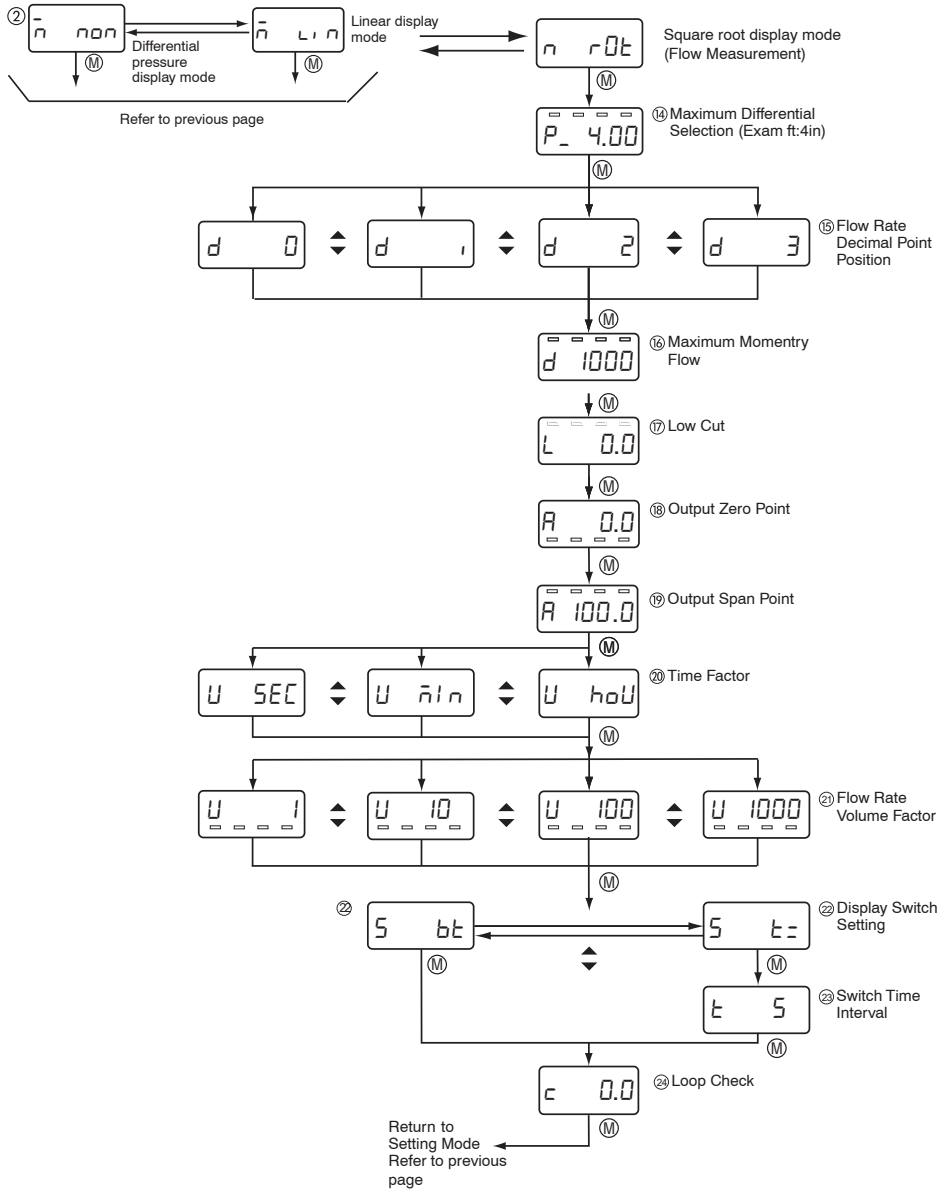 ②
n̄ non
n̄ Lin
Linear display
mode
n r0t
Square root display mode
(Flow Measurement)
Differential
pressure
display mode
Ⓜ
Ⓜ
Ⓜ
Refer to previous page
P_ 4.00
⑭ Maximum Differential
Selection (Exam ft:4in)
Ⓜ
d 0
d 1
d 2
d 3
⑮ Flow Rate
Decimal Point
Position
Ⓜ
d 1000
⑯ Maximum Momentry
Flow
Ⓜ
L 0.0
⑰ Low Cut
Ⓜ
A 0.0
⑱ Output Zero Point
Ⓜ
A 100.0
⑲ Output Span Point
Ⓜ
U SEC
U n̄In
U hoU
⑳ Time Factor
Ⓜ
U 1
U 10
U 100
U 1000
㉑ Flow Rate
Volume Factor
Ⓜ
㉒
S bt
S t=
㉒ Display Switch
Setting
Ⓜ
Ⓜ
t 5
㉓ Switch Time
Interval
Ⓜ
c 0.0
㉔ Loop Check
Ⓜ
Return to
Setting Mode
Refer to previous
page